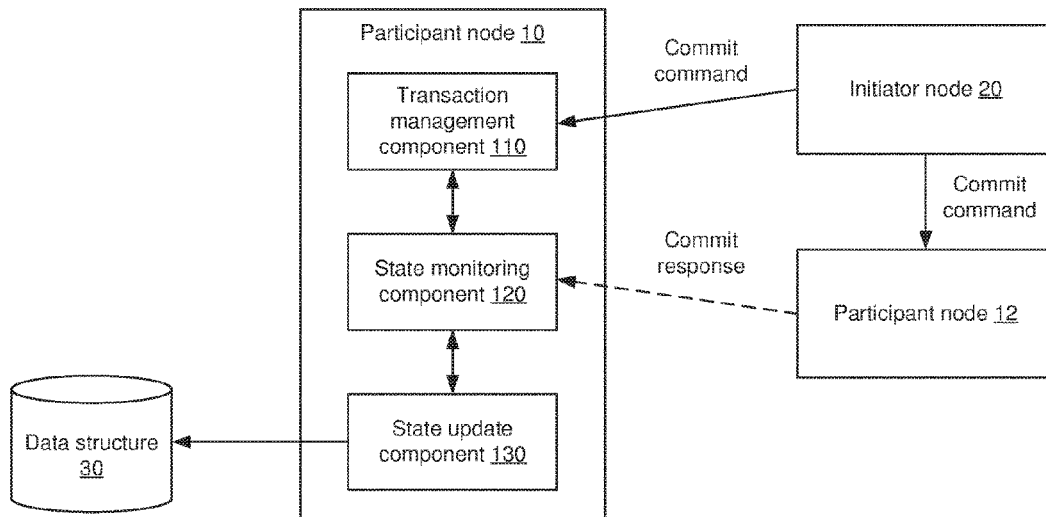 Participant node 10
Transaction
management
component 110
Commit
command
Initiator node 20
Commit
command
State monitoring
component 120
Commit
response
Participant node 12
State update
component 130
Data structure
30